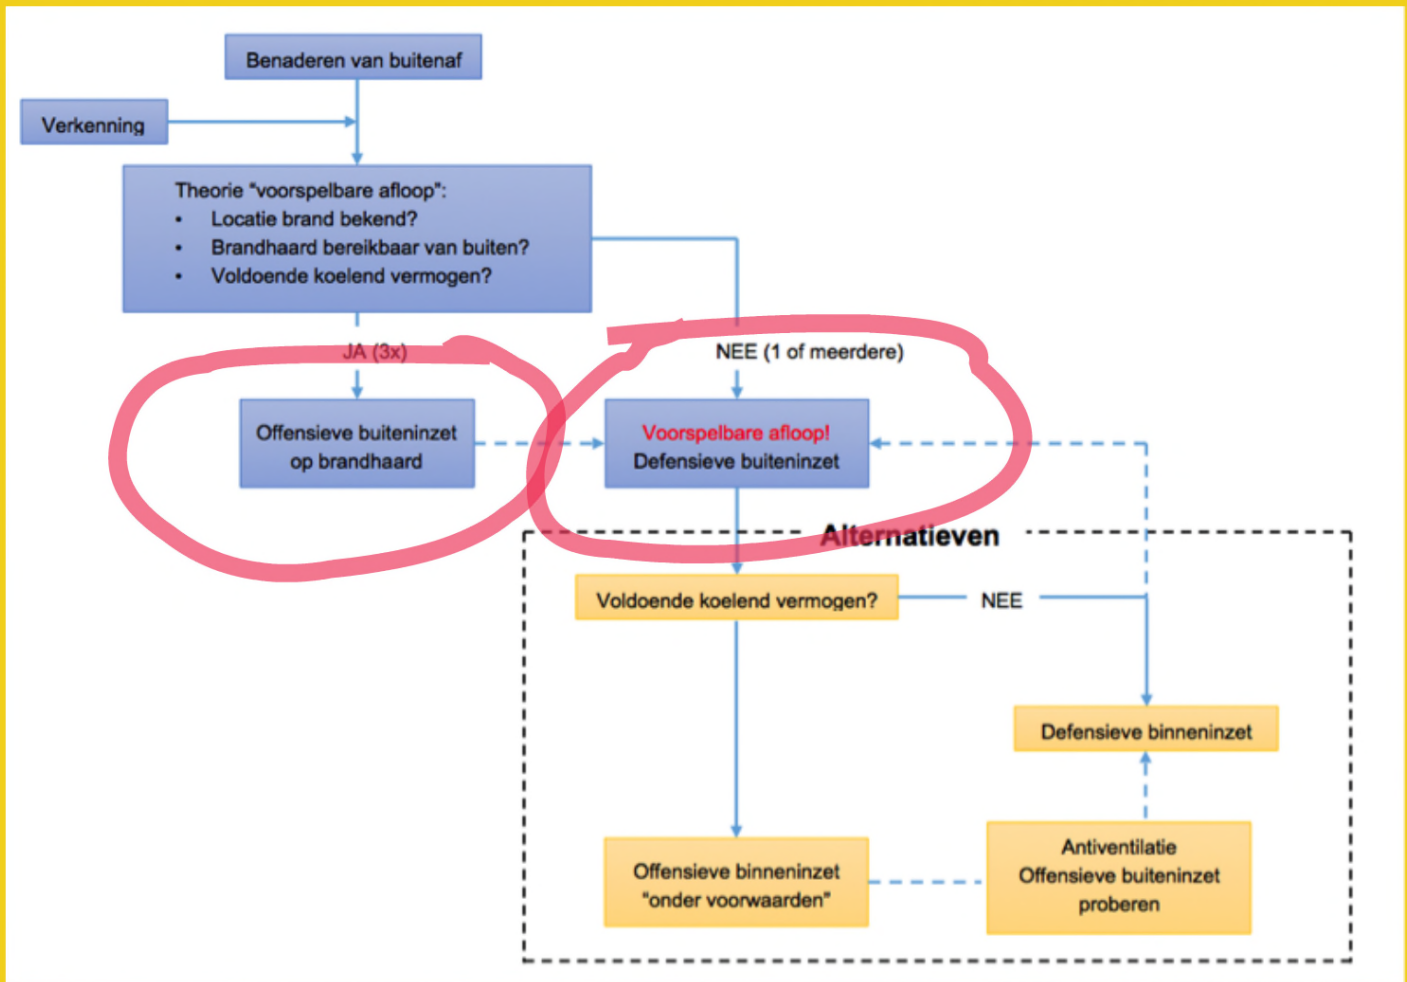 Benaderen van buitenaf
Verkenning
Theorie "voorspelbare afloop":
• Locatie brand bekend?
• Brandhaard bereikbaar van buiten?
• Voldoende koelend vermogen?
JA (3x)
NEE (1 of meerdere)
Offensieve buiteninzet
op brandhaard
Voorspelbare afloop!
Defensieve buiteninzet
Alternatieven
Voldoende koelend vermogen?
NEE
Defensieve binneninzet
Offensieve binneninzet
"onder voorwaarden"
Antiventilatie
Offensieve buiteninzet
proberen